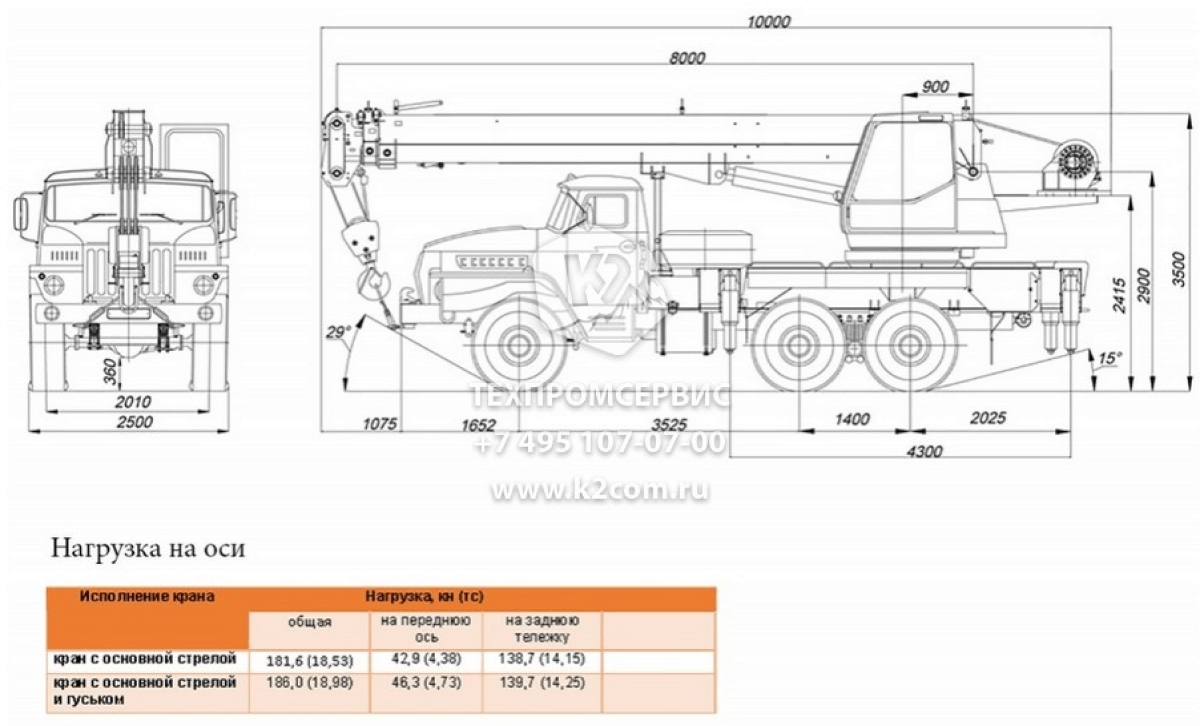 10000
8000
900
29°
360
2010
2500
2415
2900
3500
15°
1075
1652
3525
1400
2025
4300
K2
ТЕХПРОМСЕРВИС
+7 495 107-07-00
www.k2com.ru
Нагрузка на оси
Исполнение крана Нагрузка, кн (тс)
общая на переднюю на заднюю
ось тележку
кран с основной стрелой 181,6 (18,53) 42,9 (4,38) 138,7 (14,15)
кран с основной стрелой 186,0 (18,98) 46,3 (4,73) 139,7 (14,25)
и гуськом